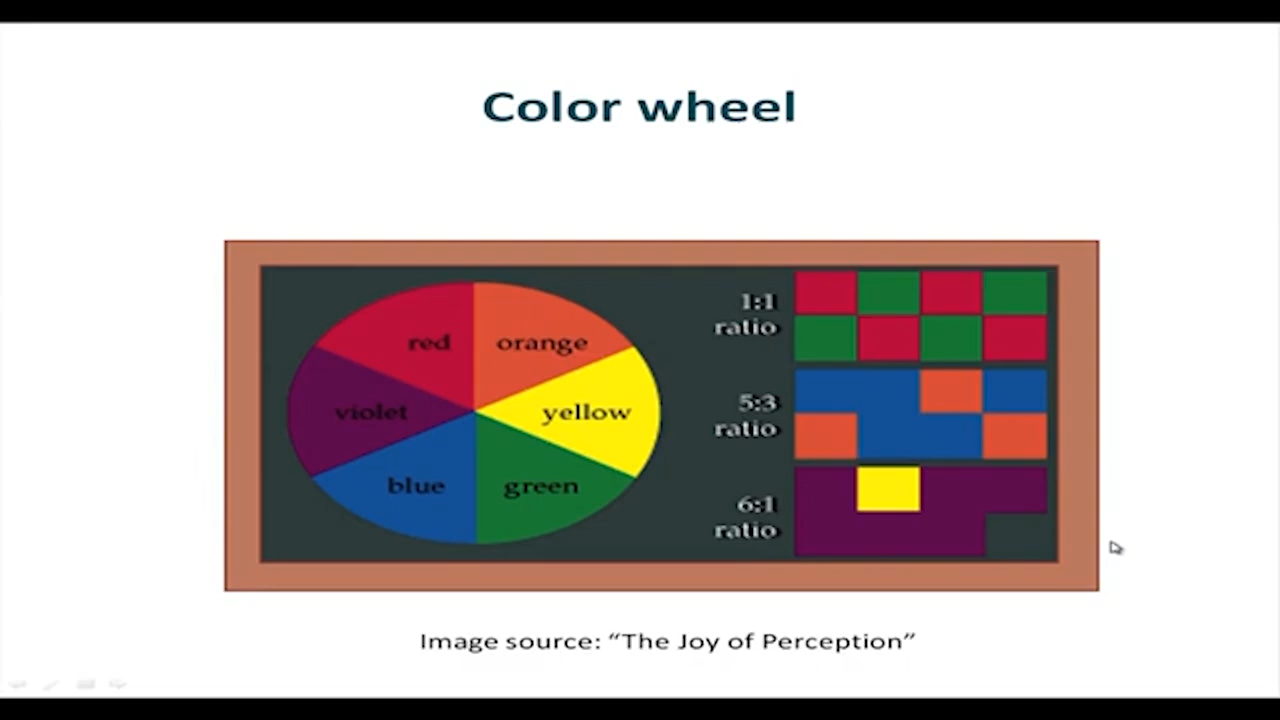 Color wheel
red
orange
violet
yellow
blue
green
1:1
ratio
5:3
ratio
6:1
ratio
Image source: “The Joy of Perception”